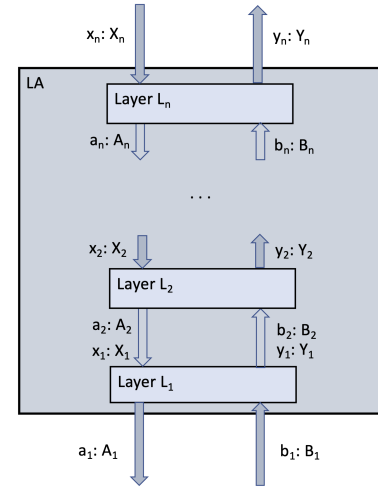 xₙ: Xₙ
yₙ: Yₙ
LA
Layer Lₙ
aₙ: Aₙ
bₙ: Bₙ
...
x₂: X₂
y₂: Y₂
Layer L₂
a₂: A₂
b₂: B₂
x₁: X₁
y₁: Y₁
Layer L₁
a₁: A₁
b₁: B₁